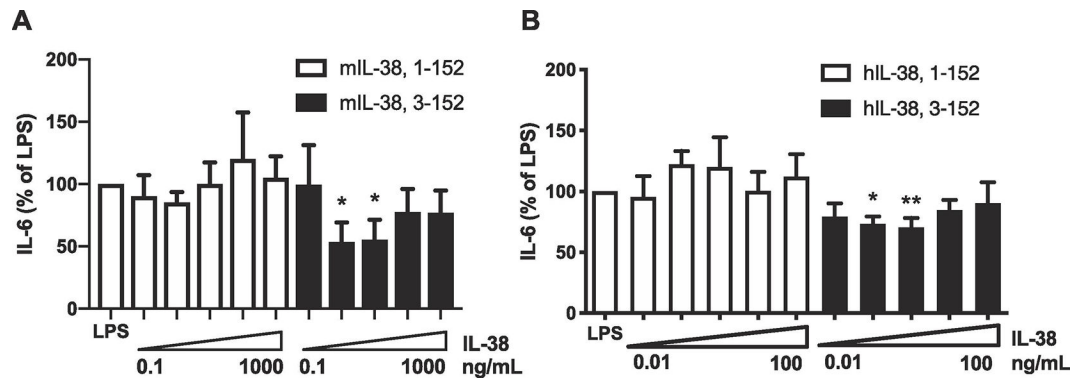 A
IL-6 (% of LPS)
200
150
100
50
0
mIL-38, 1-152
mIL-38, 3-152
* *
LPS
0.1 1000 0.1 1000
IL-38
ng/mL
B
IL-6 (% of LPS)
200
150
100
50
0
hIL-38, 1-152
hIL-38, 3-152
* **
LPS
0.01 100 0.01 100
IL-38
ng/mL